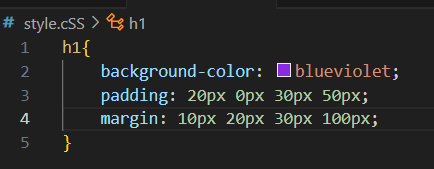 # style.cSS > h1
1 h1{
2 background-color: blueviolet;
3 padding: 20px 0px 30px 50px;
4 margin: 10px 20px 30px 100px;
5 }